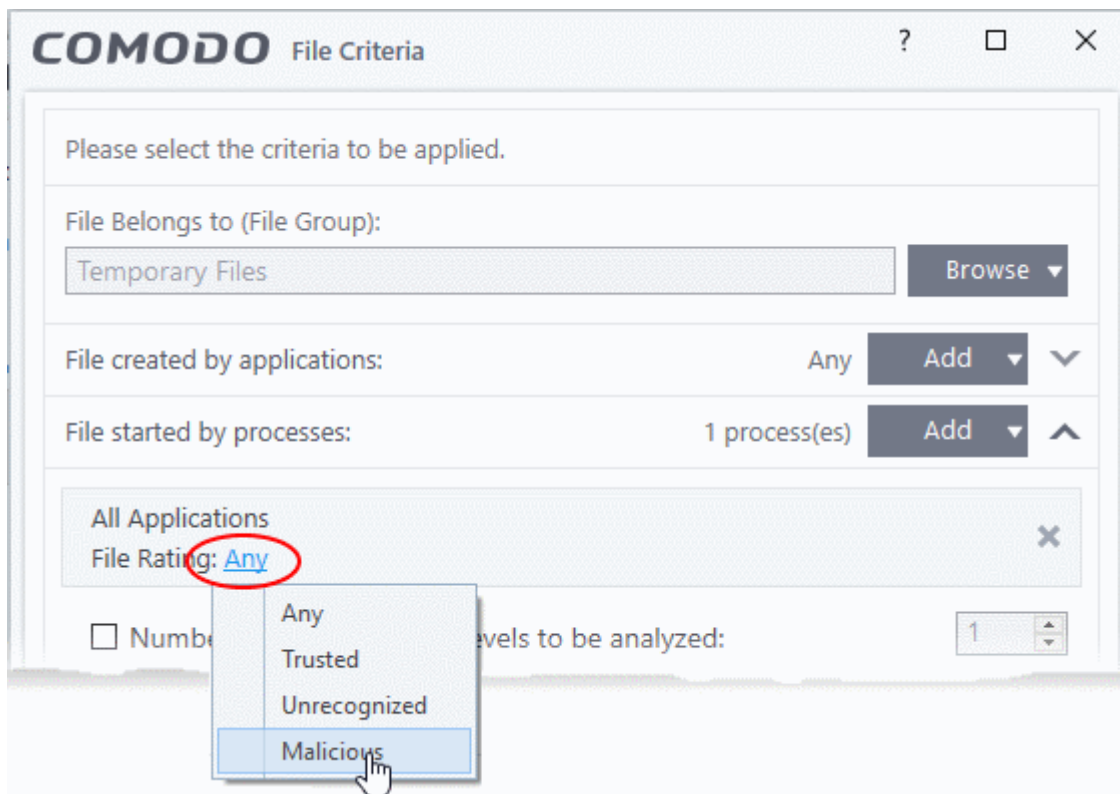 COMODO File Criteria ?
Please select the criteria to be applied.
File Belongs to (File Group):
Temporary Files Browse
File created by applications: Any Add
File started by processes: 1 process(es) Add
All Applications
File Rating: Any
Any
levels to be analyzed: 1
Trusted
Unrecognized
Malicious